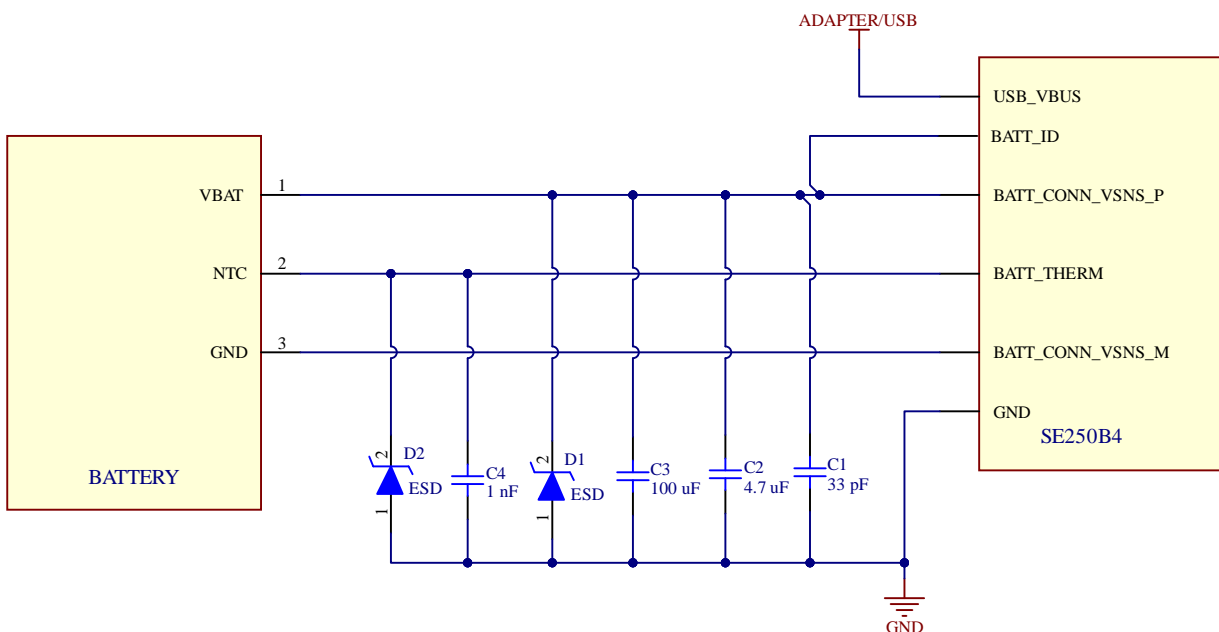 ADAPTER/USB
USB_VBUS
BATT_ID
VBAT
1
BATT_CONN_VSNS_P
NTC
2
BATT_THERM
GND
3
BATT_CONN_VSNS_M
GND
SE250B4
BATTERY
2
D2
ESD
1
C4
1 nF
2
D1
ESD
1
C3
100 uF
C2
4.7 uF
C1
33 pF
GND